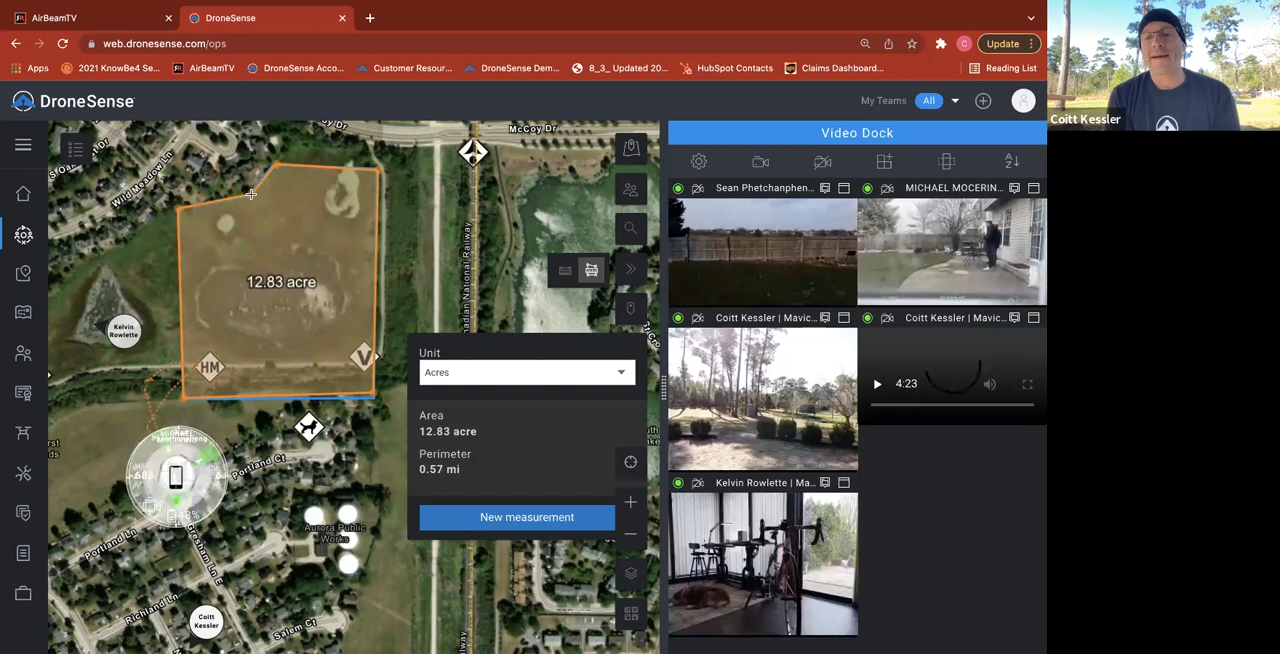 AirBeamTV
DroneSense
web.dronesense.com/ops
Update
Apps
2021 KnowBe4 Se...
AirBeamTV
DroneSense Acco...
Customer Resour...
DroneSense Dem...
8_3_ Updated 20...
HubSpot Contacts
Claims Dashboard...
Reading List
DroneSense
My Teams
All
C
Coitt Kessler
Video Dock
McCoy Dr
Wild Meadow Ln
12.83 acre
Kelvin
Rowlette
HM
V
Unit
Acres
Area
12.83 acre
Perimeter
0.57 mi
New measurement
Portland Ct
Aurora Public
Works
Portland Ln
Gresham Ln E
Richland Ln
Salem Ct
Coitt
Kessler
Sean Phetchanphen...
MICHAEL MOCERIN...
Coitt Kessler | Mavic...
Coitt Kessler | Mavic...
4:23
Kelvin Rowlette | Ma...